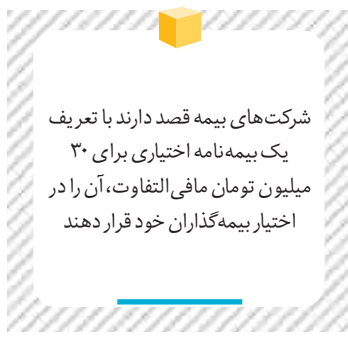 شرکت‌های بیمه قصد دارند با تعریف
یک بیمه‌نامه اختیاری برای ۳۰
میلیون تومان مافی‌التفاوت، آن را در
اختیار بیمه‌گذاران خود قرار دهند